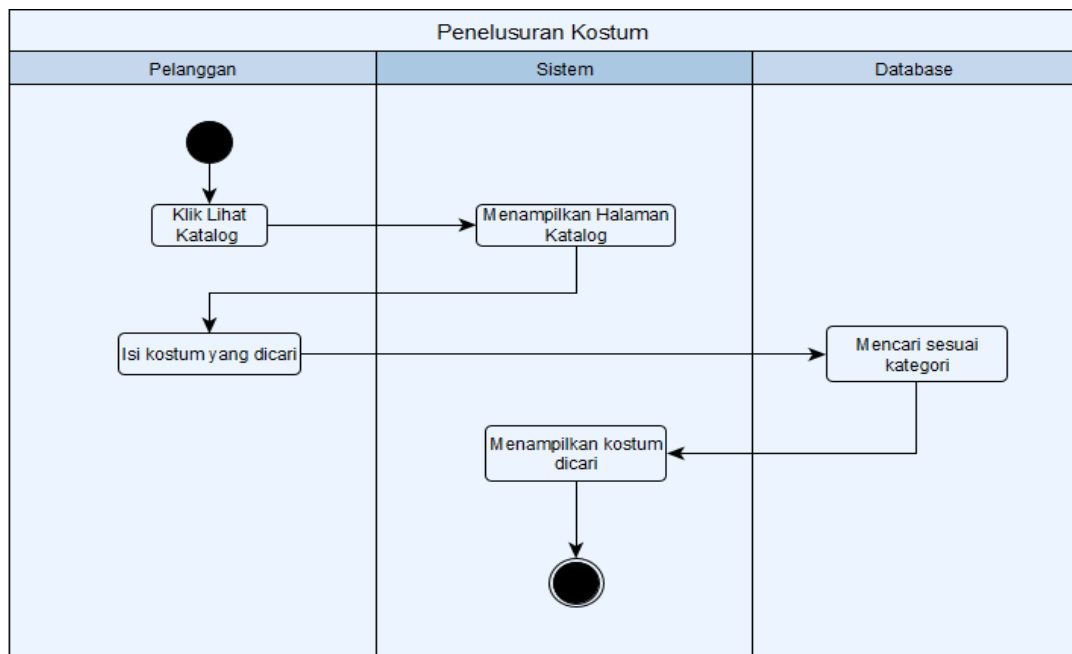 Penelusuran Kostum
Pelanggan
Sistem
Database
Klik Lihat
Katalog
Menampilkan Halaman
Katalog
Isi kostum yang dicari
Mencari sesuai
kategori
Menampilkan kostum
dicari